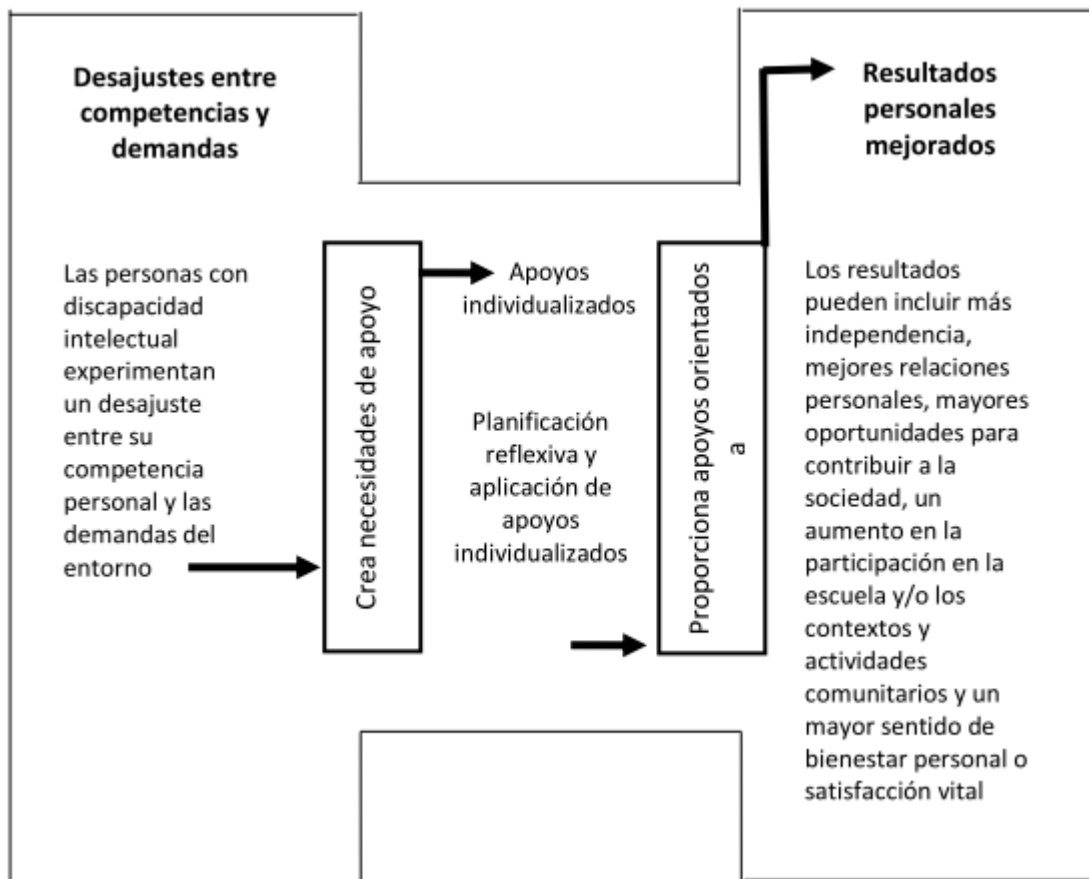 Desajustes entre
competencias y
demandas
Las personas con
discapacidad
intelectual
experimentan
un desajuste
entre su
competencia
personal y las
demandas del
entorno
Crea necesidades de apoyo
Apoyos
individualizados
Planificación
reflexiva y
aplicación de
apoyos
individualizados
Proporciona apoyos orientados
a
Resultados
personales
mejorados
Los resultados
pueden incluir más
independencia,
mejores relaciones
personales, mayores
oportunidades para
contribuir a la
sociedad, un
aumento en la
participación en la
escuela y/o los
contextos y
actividades
comunitarios y un
mayor sentido de
bienestar personal o
satisfacción vital